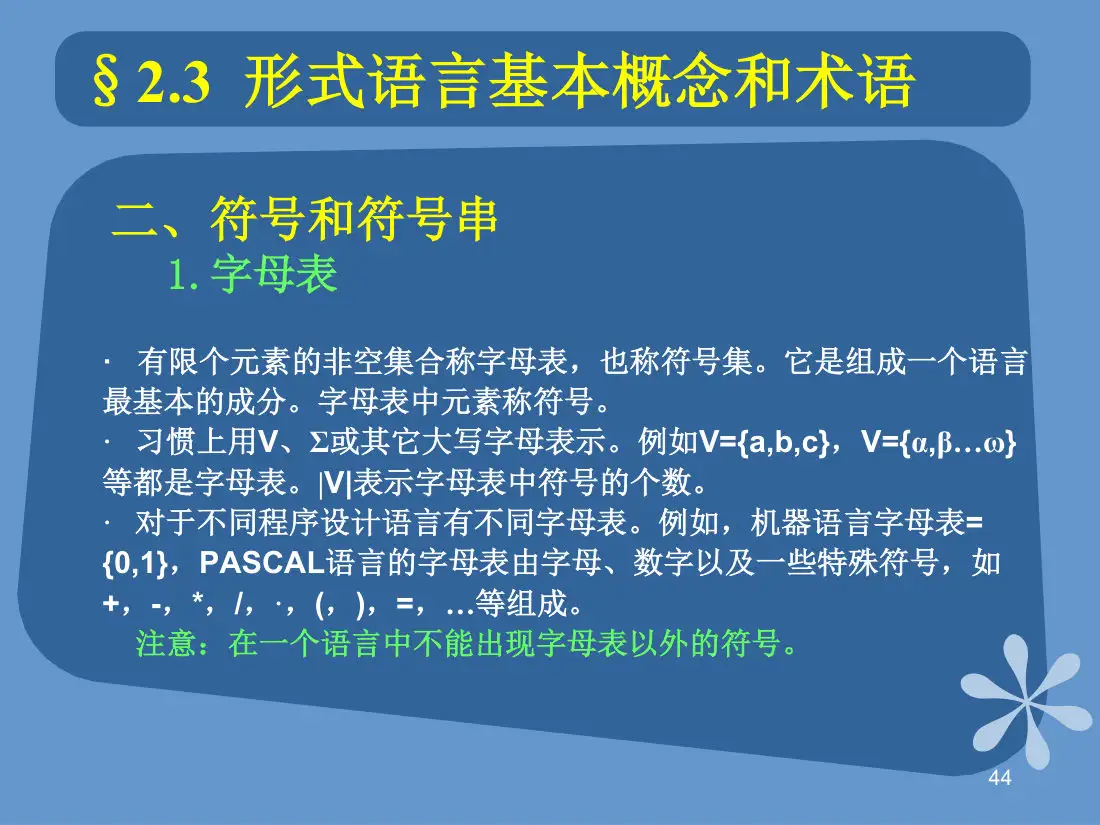 §2.3 形式语言基本概念和术语
二、符号和符号串
1.字母表
· 有限个元素的非空集合称字母表，也称符号集。它是组成一个语言
最基本的成分。字母表中元素称符号。
· 习惯上用V、Σ或其它大写字母表示。例如V={a,b,c}，V={α,β…ω}
等都是字母表。|V|表示字母表中符号的个数。
· 对于不同程序设计语言有不同字母表。例如，机器语言字母表=
{0,1}，PASCAL语言的字母表由字母、数字以及一些特殊符号，如
+，-，*，/，·，(，)，=，…等组成。
注意：在一个语言中不能出现字母表以外的符号。
44